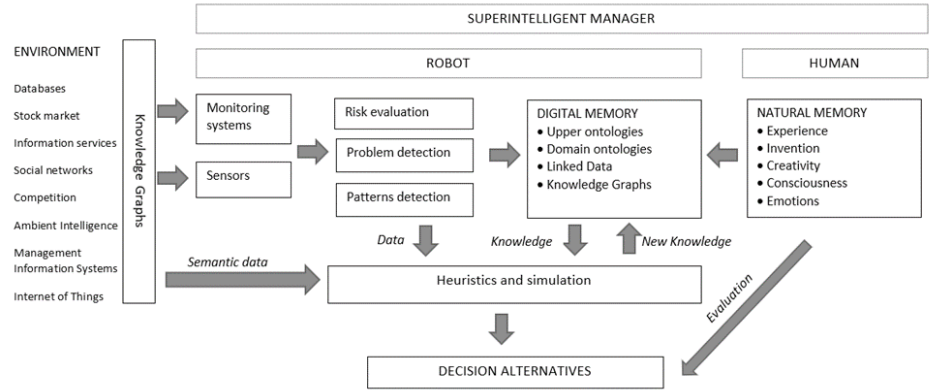 SUPERINTELLIGENT MANAGER
ENVIRONMENT
Databases
Stock market
Information services
Social networks
Competition
Ambient Intelligence
Management
Information Systems
Internet of Things
Knowledge Graphs
ROBOT
HUMAN
Monitoring
systems
Sensors
Risk evaluation
Problem detection
Patterns detection
DIGITAL MEMORY
• Upper ontologies
• Domain ontologies
• Linked Data
• Knowledge Graphs
NATURAL MEMORY
• Experience
• Invention
• Creativity
• Consciousness
• Emotions
Data
Knowledge
New Knowledge
Semantic data
Heuristics and simulation
Evaluation
DECISION ALTERNATIVES